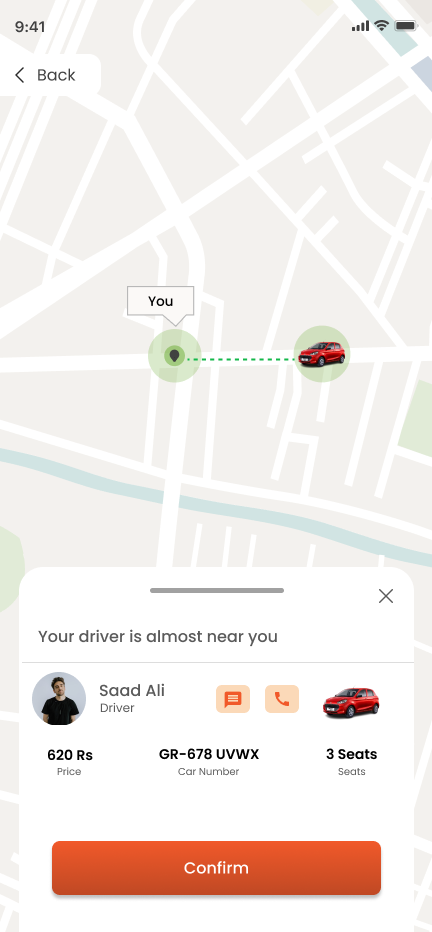 9:41
Back
You
Your driver is almost near you
Saad Ali
Driver
620 Rs
Price
GR-678 UVWX
Car Number
3 Seats
Seats
Confirm